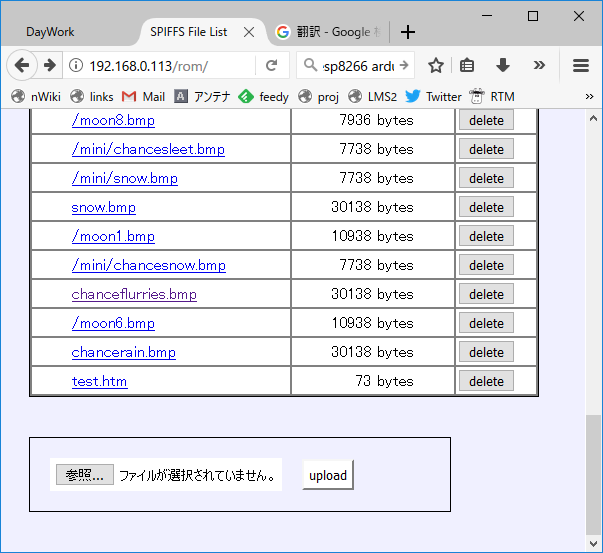 DayWork SPIFFS File List 翻訳 - Google
192.168.0.113/rom/ sp8266 ardu
nWiki links Mail アンテナ feedy proj LMS2 Twitter RTM
/moon8.bmp 7936 bytes delete
/mini/chancesleet.bmp 7738 bytes delete
/mini/snow.bmp 7738 bytes delete
snow.bmp 30138 bytes delete
/moon1.bmp 10938 bytes delete
/mini/chancesnow.bmp 7738 bytes delete
chanceflurries.bmp 30138 bytes delete
/moon6.bmp 10938 bytes delete
chancerain.bmp 30138 bytes delete
test.htm 73 bytes delete
参照... ファイルが選択されていません。 upload